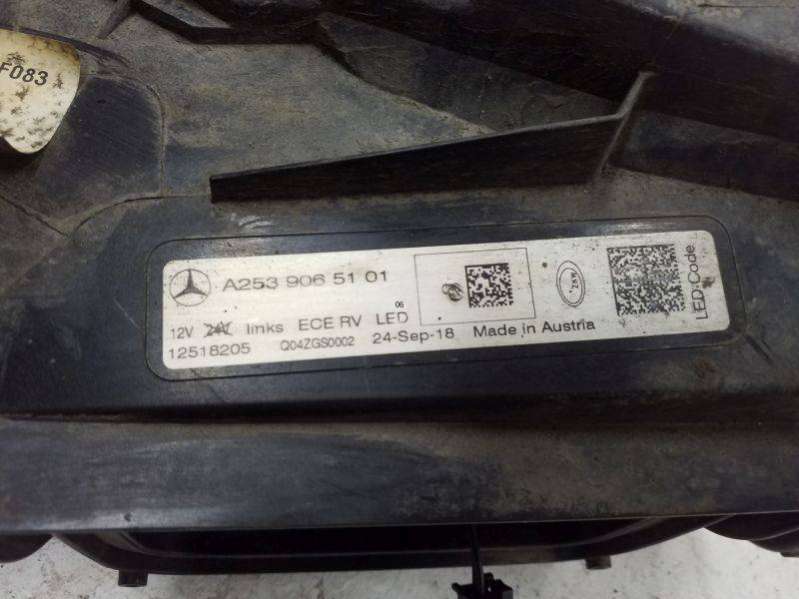 F083
A253 906 51 01
ZKW
12V 24V links ECE RV LED 06
12518205 Q04ZGS0002 24-Sep-18 Made in Austria
LED-Code